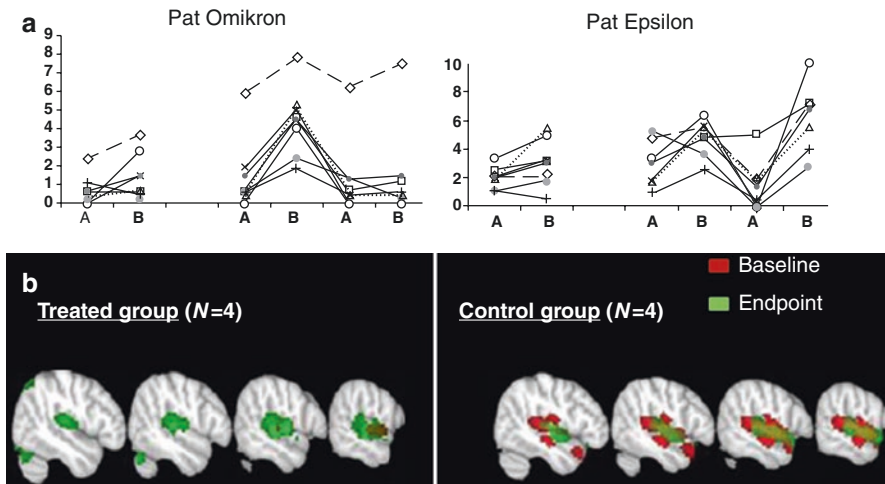 a
Pat Omikron
9
8
7
6
5
4
3
2
1
0
A B A B A B
Pat Epsilon
10
8
6
4
2
0
A B A B A B
b
Treated group (N=4)
Control group (N=4)
Baseline
Endpoint